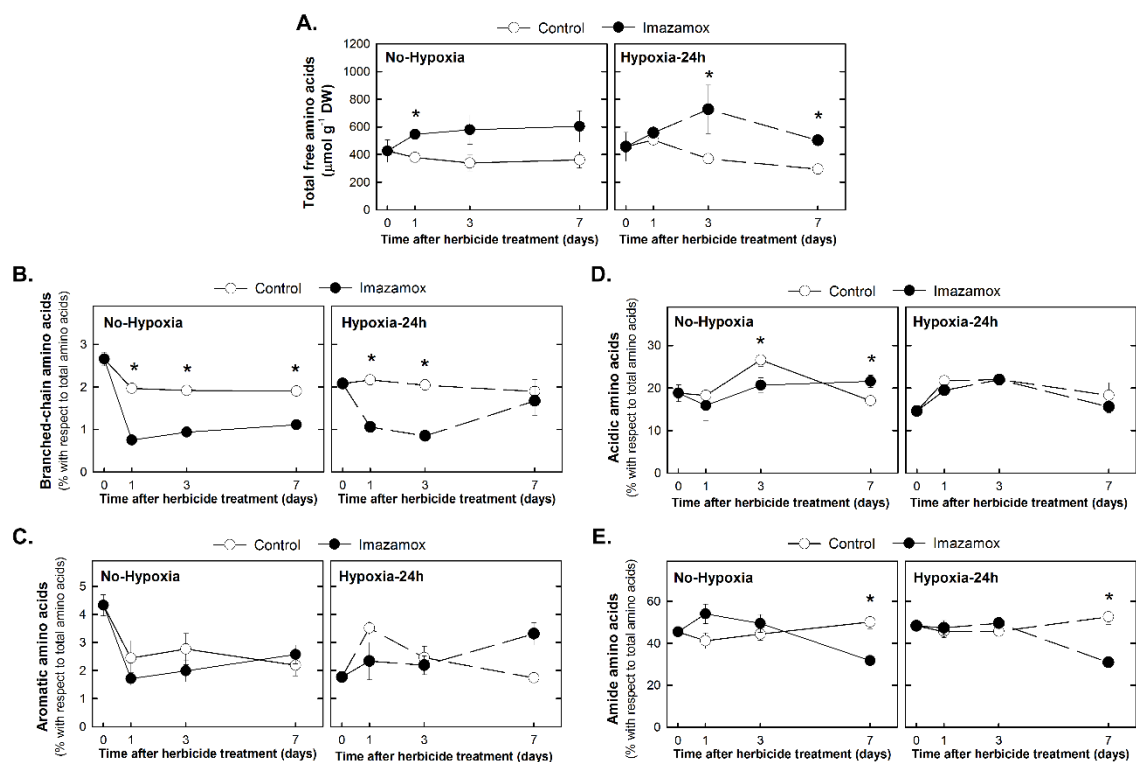 A.
Control Imazamox
No-Hypoxia Hypoxia-24h
Total free amino acids
(μmol g-1 DW)
1200
1000
800
600
400
200
0
* * *
0 1 3 7 0 1 3 7
Time after herbicide treatment (days) Time after herbicide treatment (days)
B.
Control Imazamox
No-Hypoxia Hypoxia-24h
Branched-chain amino acids
(% with respect to total amino acids)
3
2
1
0
* * * * *
0 1 3 7 0 1 3 7
Time after herbicide treatment (days) Time after herbicide treatment (days)
D.
Control Imazamox
No-Hypoxia Hypoxia-24h
Acidic amino acids
(% with respect to total amino acids)
30
20
10
0
* *
0 1 3 7 0 1 3 7
Time after herbicide treatment (days) Time after herbicide treatment (days)
C.
Control Imazamox
No-Hypoxia Hypoxia-24h
Aromatic amino acids
(% with respect to total amino acids)
5
4
3
2
1
0
0 1 3 7 0 1 3 7
Time after herbicide treatment (days) Time after herbicide treatment (days)
E.
Control Imazamox
No-Hypoxia Hypoxia-24h
Amide amino acids
(% with respect to total amino acids)
60
40
20
0
* *
0 1 3 7 0 1 3 7
Time after herbicide treatment (days) Time after herbicide treatment (days)